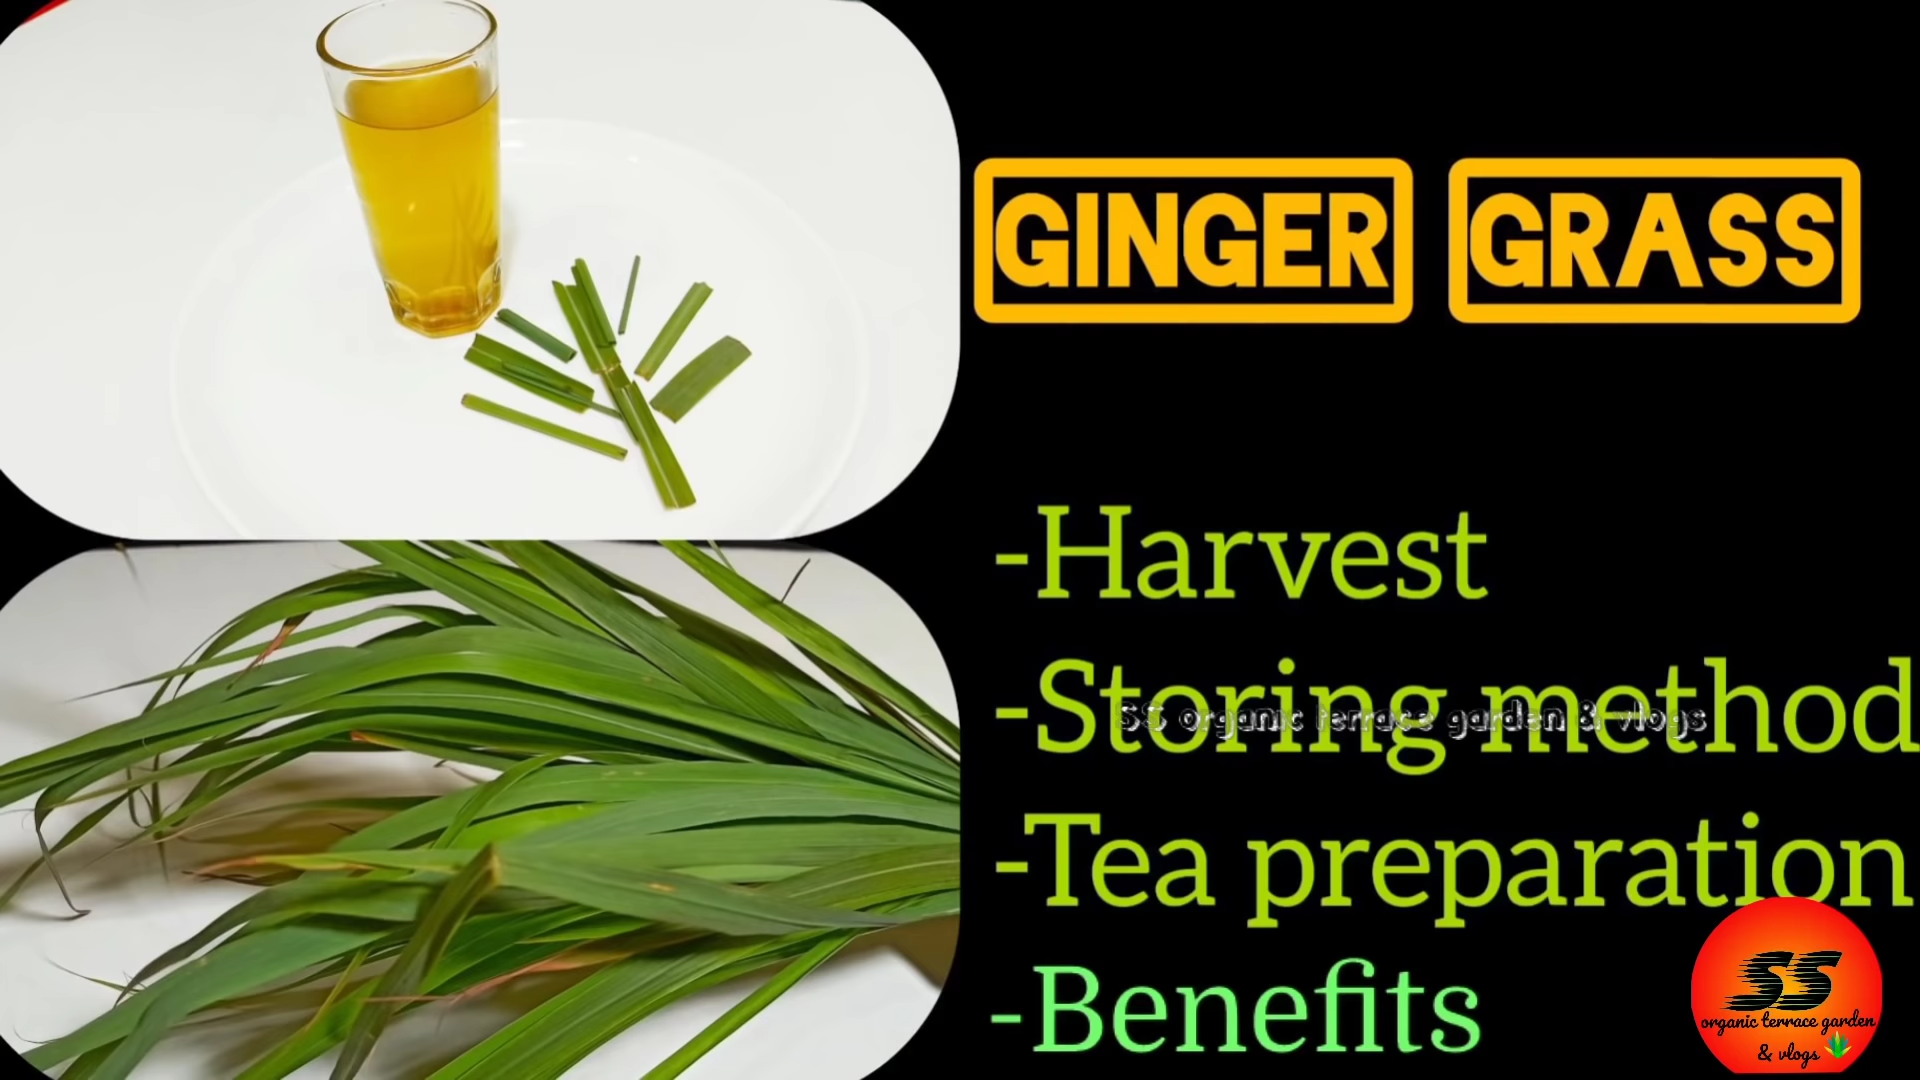 GINGER GRASS
-Harvest
-Storing method
SS organic terrace garden & vlogs
-Tea preparation
-Benefits
SS
organic terrace garden
& vlogs